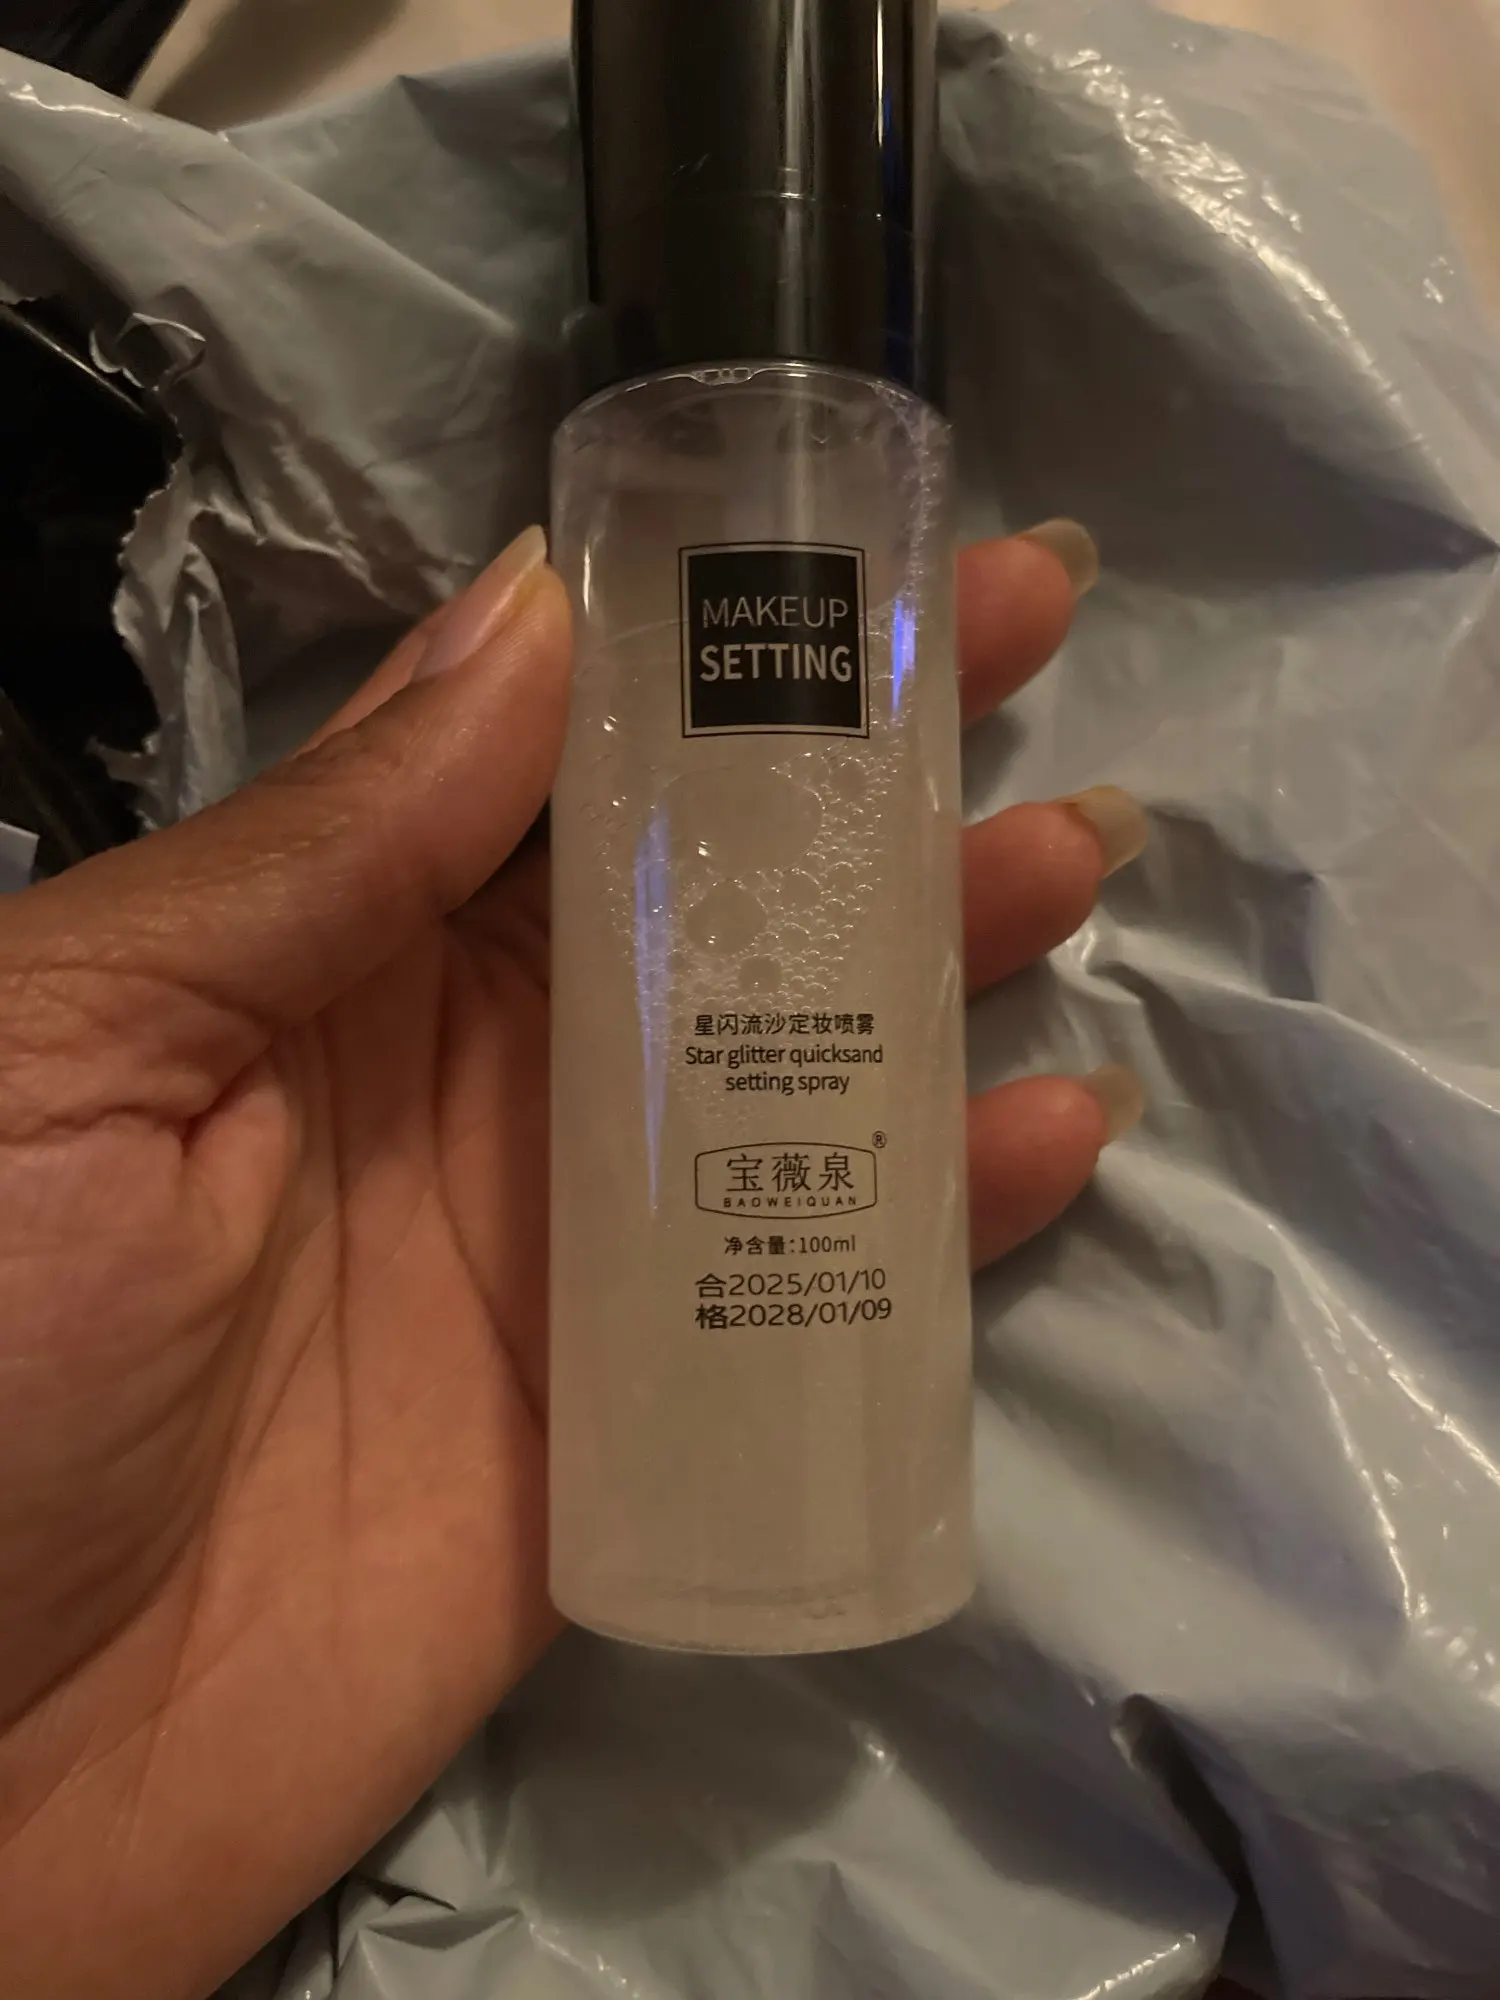 MAKEUP
SETTING
星闪流沙定妆喷雾
Star glitter quicksand
setting spray
®
宝薇泉
BAOWEIQUAN
净含量:100ml
合2025/01/10
格2028/01/09